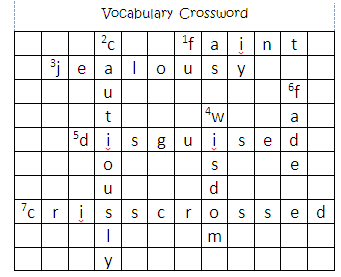 Vocabulary Crossword
2c 1f a i n t
3j e a l o u s y
u 6f
t 4w a
5d i s g u i s e d
o s e
u d
7c r i s s c r o s s e d
l m
y